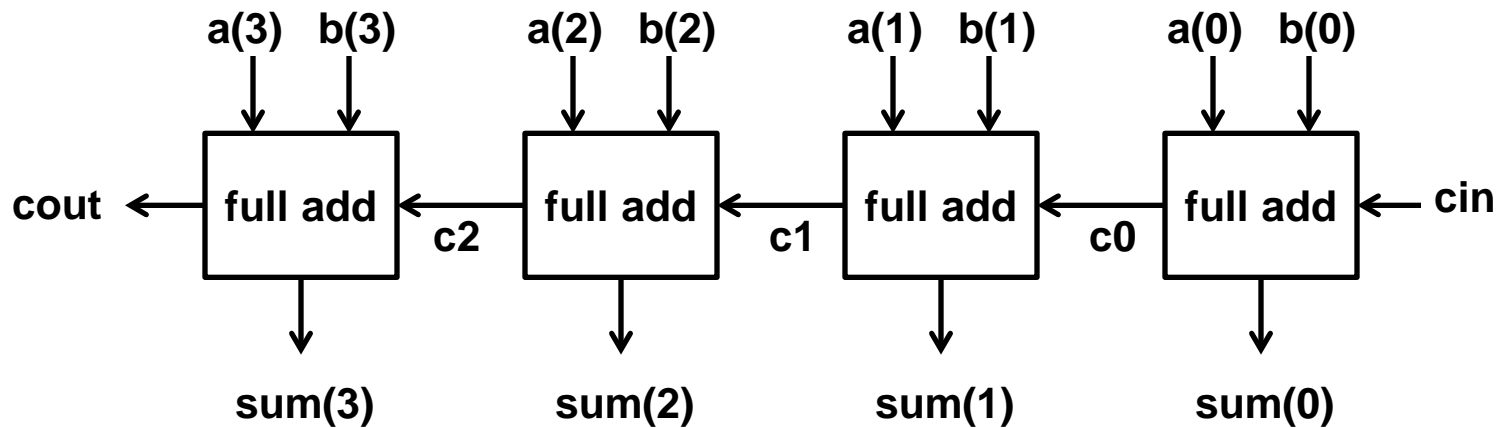 a(3) b(3) a(2) b(2) a(1) b(1) a(0) b(0)
cout full add full add full add full add cin
c2 c1 c0
sum(3) sum(2) sum(1) sum(0)